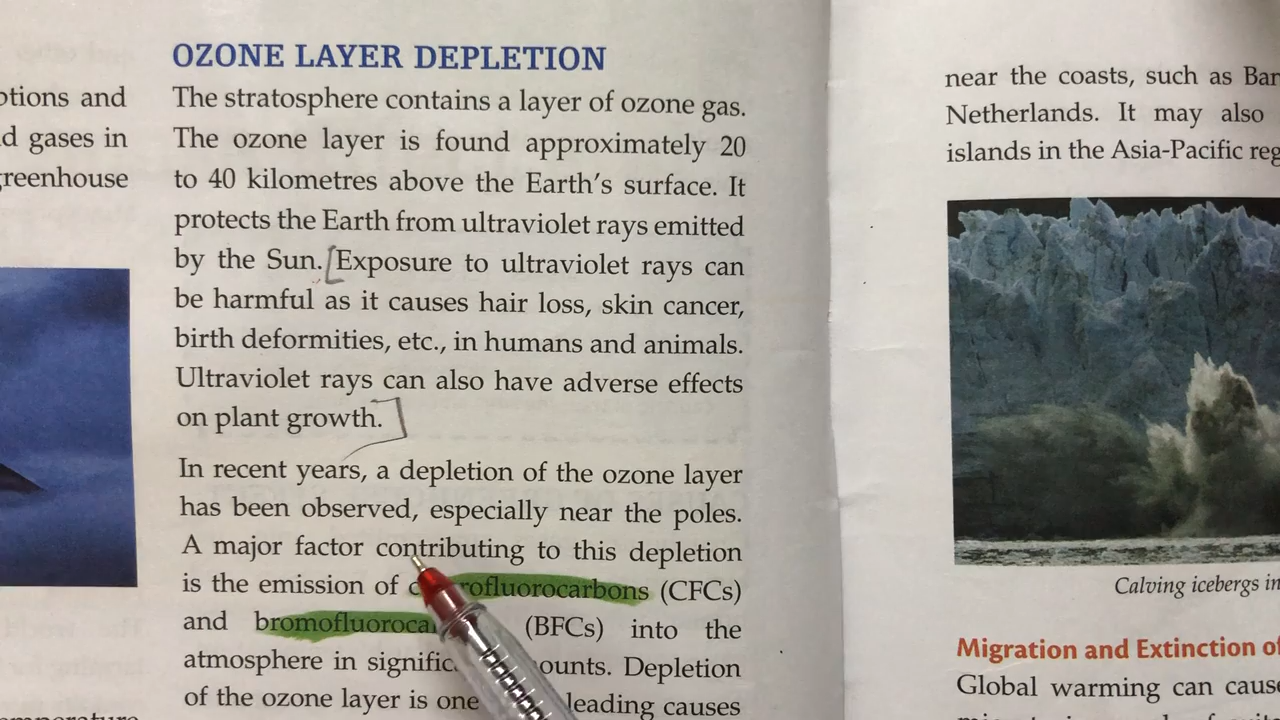 otions and
d gases in
greenhouse
OZONE LAYER DEPLETION
The stratosphere contains a layer of ozone gas.
The ozone layer is found approximately 20
to 40 kilometres above the Earth's surface. It
protects the Earth from ultraviolet rays emitted
by the Sun. [Exposure to ultraviolet rays can
be harmful as it causes hair loss, skin cancer,
birth deformities, etc., in humans and animals.
Ultraviolet rays can also have adverse effects
on plant growth.]
In recent years, a depletion of the ozone layer
has been observed, especially near the poles.
A major factor contributing to this depletion
is the emission of rofluorocarbons (CFCs)
and bromofluoroca (BFCs) into the
atmosphere in signific ounts. Depletion
of the ozone layer is one leading causes
near the coasts, such as Ban
Netherlands. It may also
islands in the Asia-Pacific reg
Calving icebergs in
Migration and Extinction of
Global warming can cause